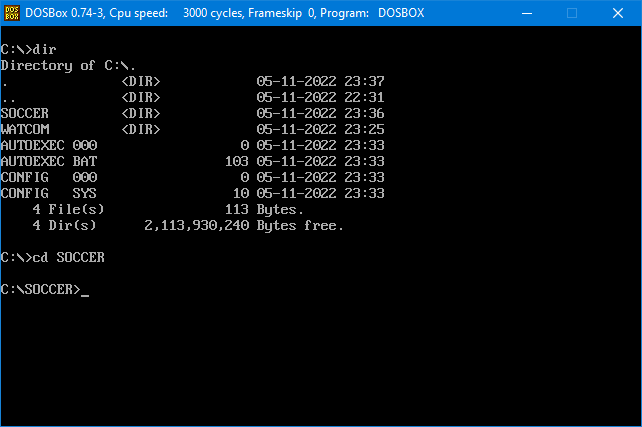 DOS
BOX
DOSBox 0.74-3, Cpu speed:    3000 cycles, Frameskip  0, Program:   DOSBOX
C:\>dir
Directory of C:\.
.              <DIR>            05-11-2022 23:37
..             <DIR>            05-11-2022 22:31
SOCCER         <DIR>            05-11-2022 23:36
WATCOM         <DIR>            05-11-2022 23:25
AUTOEXEC 000                  0 05-11-2022 23:33
AUTOEXEC BAT                103 05-11-2022 23:33
CONFIG   000                  0 05-11-2022 23:33
CONFIG   SYS                 10 05-11-2022 23:33
    4 File(s)               113 Bytes.
    4 Dir(s)      2,113,930,240 Bytes free.
C:\>cd SOCCER
C:\SOCCER>_